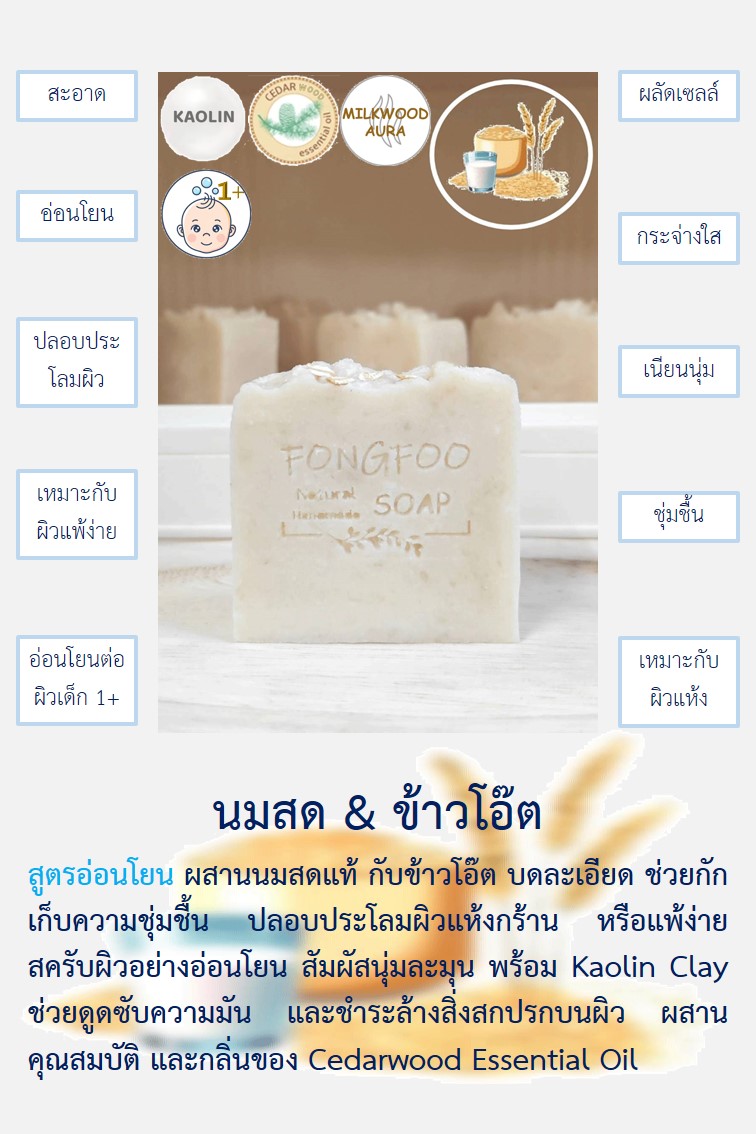 สะอาด
อ่อนโยน
ปลอบประ
โลมผิว
เหมาะกับ
ผิวแพ้ง่าย
อ่อนโยนต่อ
ผิวเด็ก 1+
KAOLIN
CEDAR WOOD
essential oil
MILKWOOD
AURA
1+
FONGFOO
Natural
Handmade
SOAP
ผลัดเซลล์
กระจ่างใส
เนียนนุ่ม
ชุ่มชื้น
เหมาะกับ
ผิวแห้ง
นมสด & ข้าวโอ๊ต
สูตรอ่อนโยน ผสานนมสดแท้ กับข้าวโอ๊ต บดละเอียด ช่วยกัก
เก็บความชุ่มชื้น ปลอบประโลมผิวแห้งกร้าน หรือแพ้ง่าย
สครับผิวอย่างอ่อนโยน สัมผัสนุ่มละมุน พร้อม Kaolin Clay
ช่วยดูดซับความมัน และชำระล้างสิ่งสกปรกบนผิว ผสาน
คุณสมบัติ และกลิ่นของ Cedarwood Essential Oil